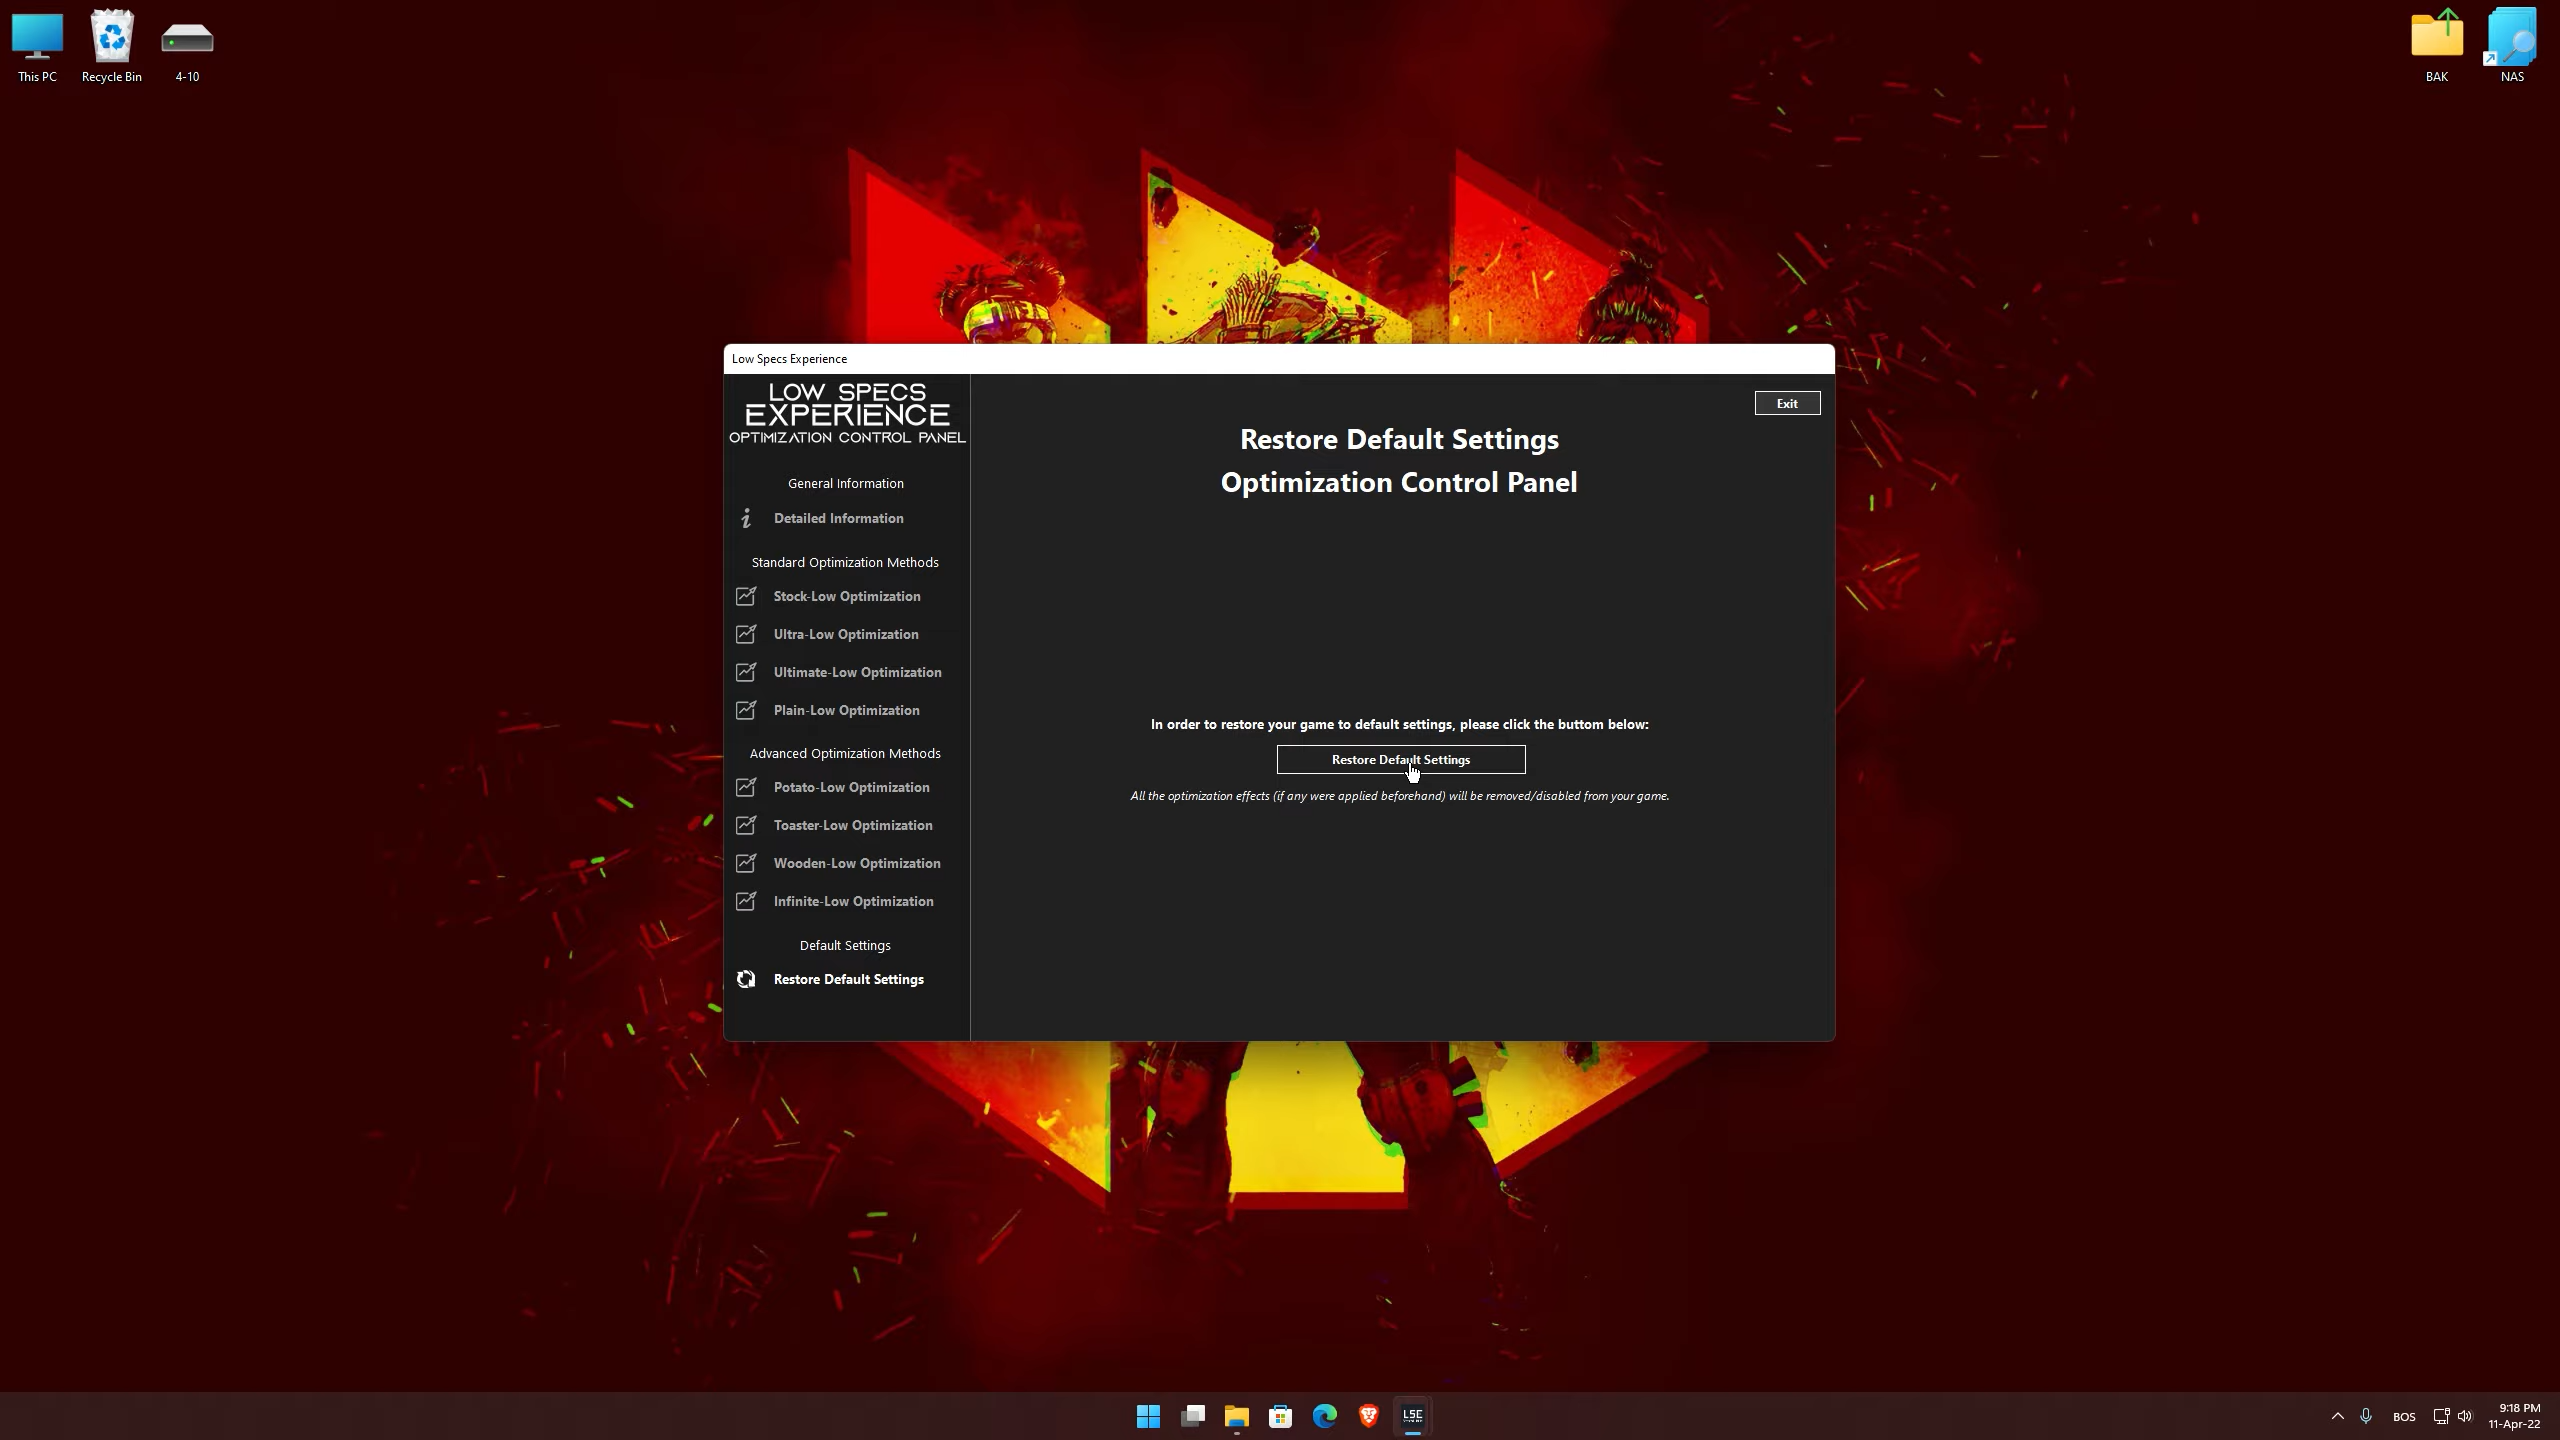 This PC
Recycle Bin
4-10
BAK
NAS
Low Specs Experience
LOW SPECS
EXPERIENCE
OPTIMIZATION CONTROL PANEL
General Information
Detailed Information
Standard Optimization Methods
Stock-Low Optimization
Ultra-Low Optimization
Ultimate-Low Optimization
Plain-Low Optimization
Advanced Optimization Methods
Potato-Low Optimization
Toaster-Low Optimization
Wooden-Low Optimization
Infinite-Low Optimization
Default Settings
Restore Default Settings
Exit
Restore Default Settings
Optimization Control Panel
In order to restore your game to default settings, please click the buttom below:
Restore Default Settings
All the optimization effects (if any were applied beforehand) will be removed/disabled from your game.
LSE
BOS
9:18 PM
11-Apr-22